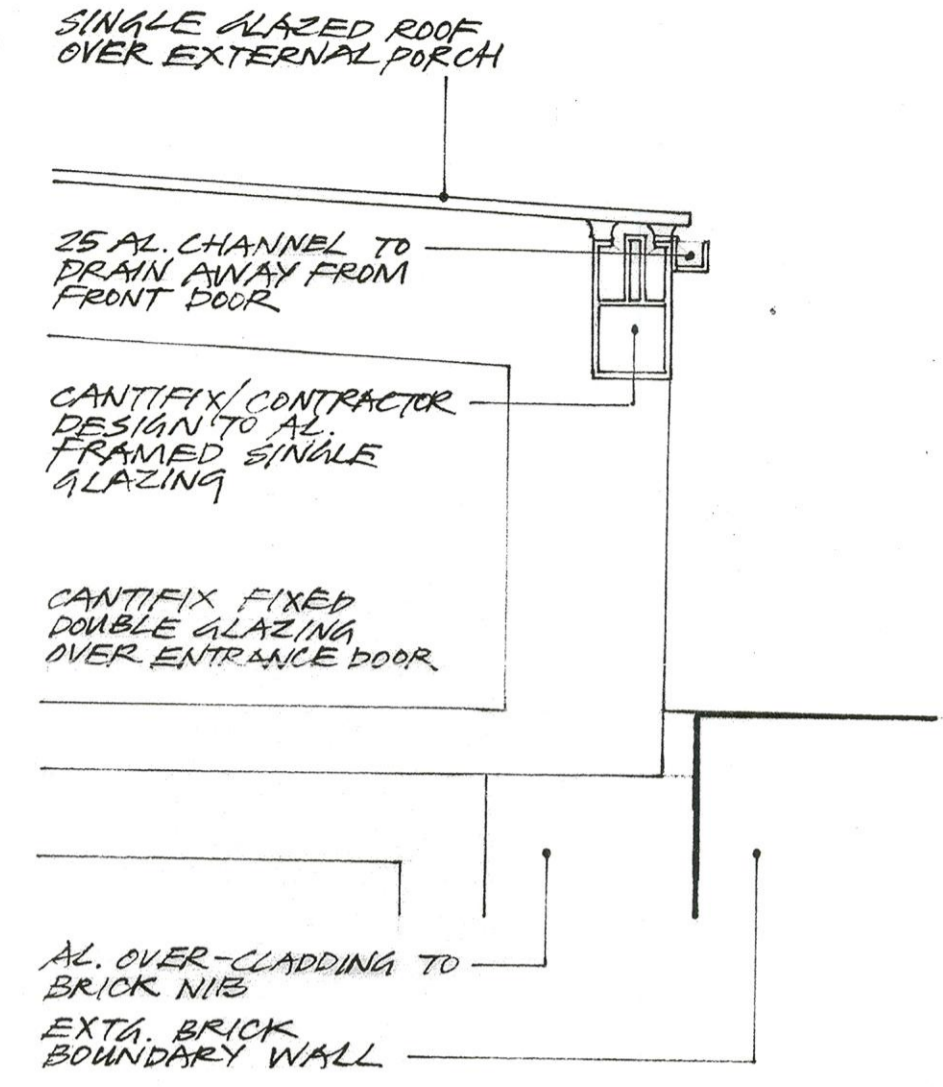 SINGLE GLAZED ROOF
OVER EXTERNAL PORCH
25 AL. CHANNEL TO
DRAIN AWAY FROM
FRONT DOOR
CANTIFIX/CONTRACTOR
DESIGN TO AL.
FRAMED SINGLE
GLAZING
CANTIFIX FIXED
DOUBLE GLAZING
OVER ENTRANCE DOOR
AL. OVER-CLADDING TO
BRICK NIB
EXTG. BRICK
BOUNDARY WALL